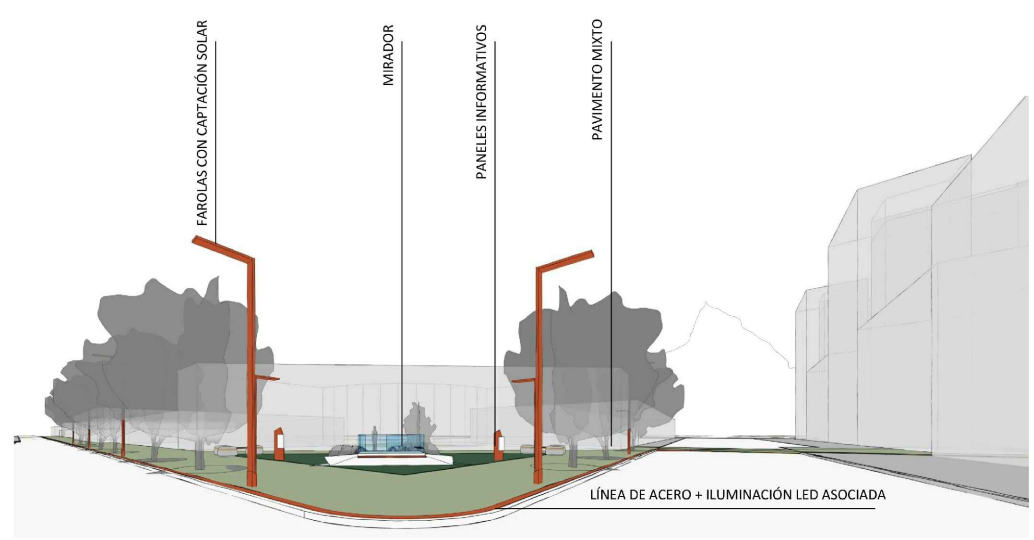 FAROLAS CON CAPTACIÓN SOLAR
MIRADOR
PANELES INFORMATIVOS
PAVIMENTO MIXTO
LÍNEA DE ACERO + ILUMINACIÓN LED ASOCIADA